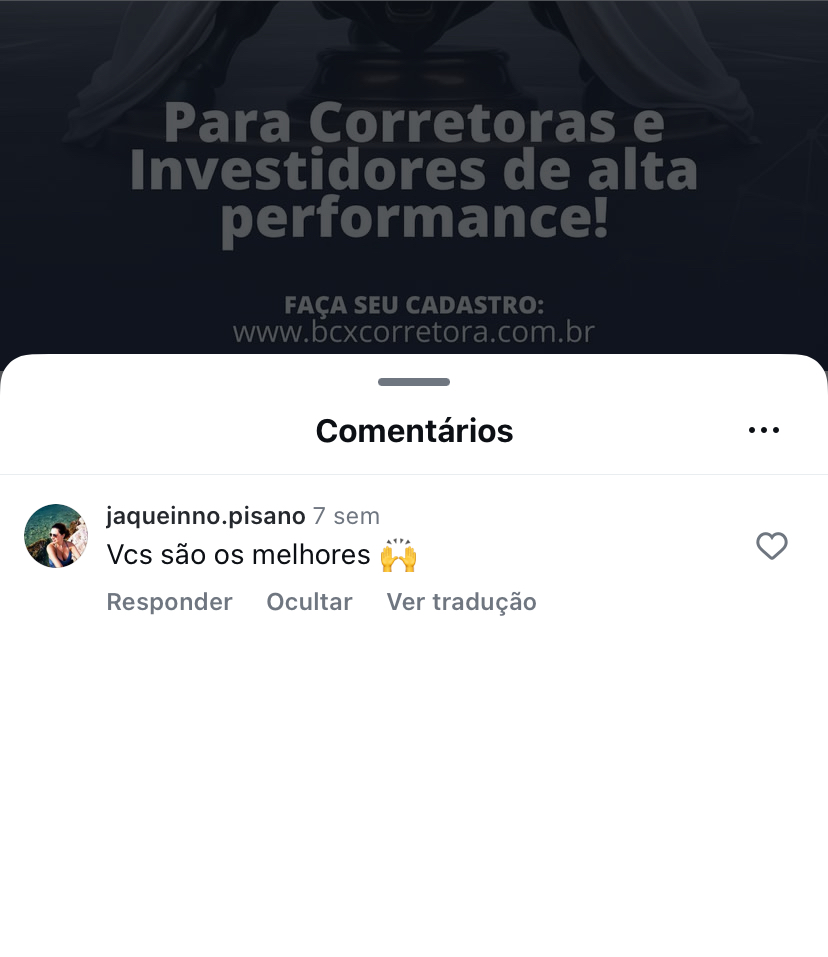 Para Corretoras e
Investidores de alta
performance!
FAÇA SEU CADASTRO:
www.bcxcorretora.com.br
Comentários
jaqueinno.pisano 7 sem
Vcs são os melhores 🙌
Responder Ocultar Ver tradução